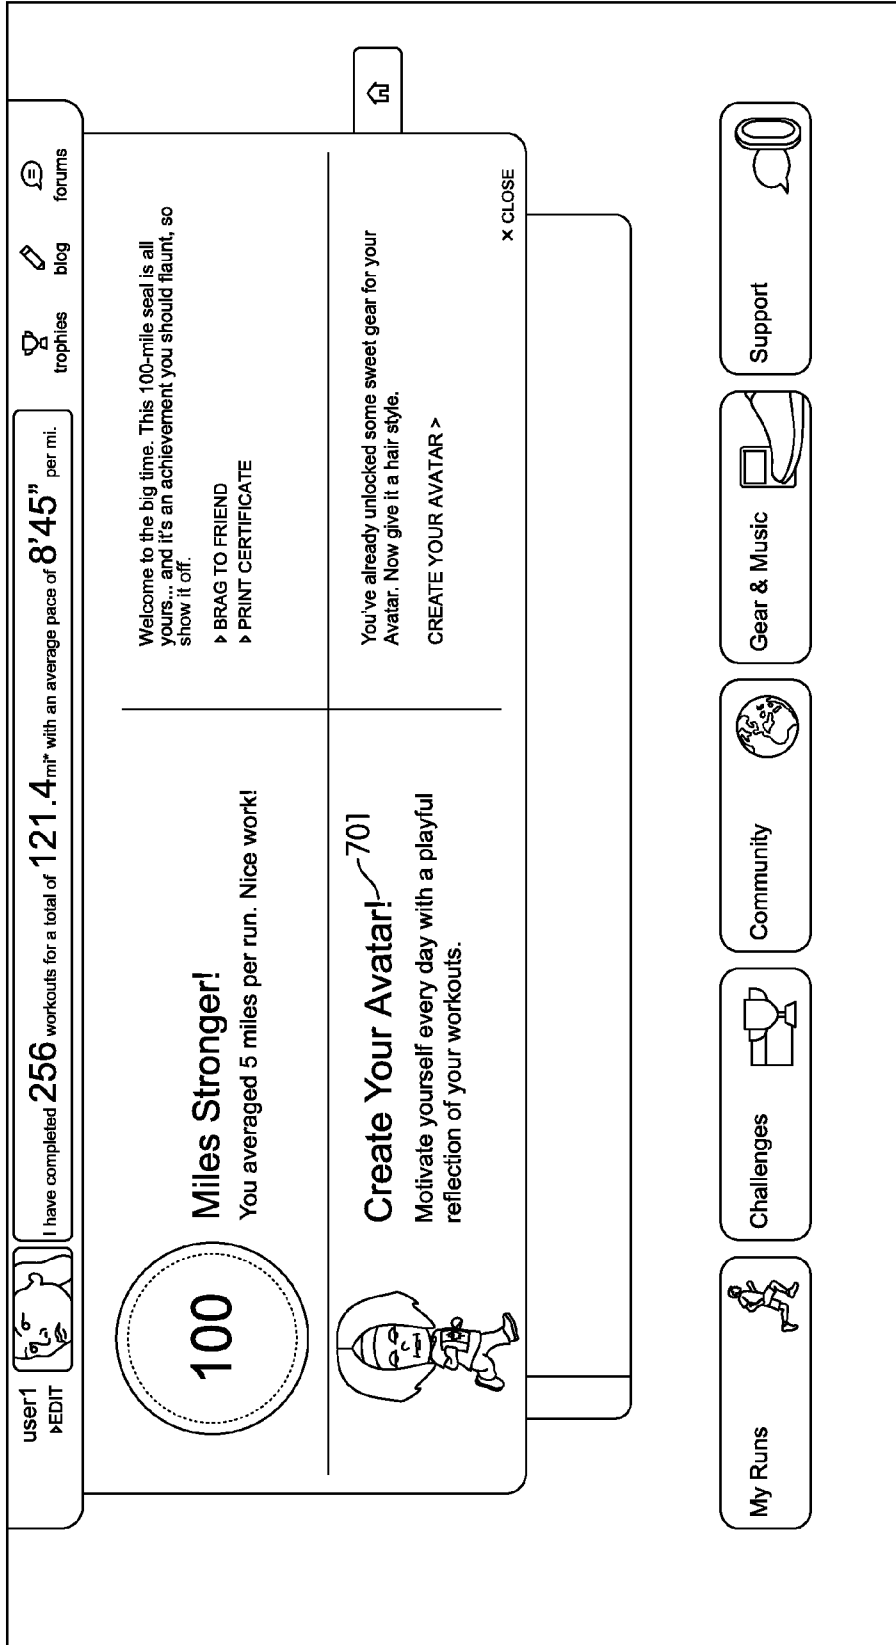 user1
▹EDIT
I have completed 256 workouts for a total of 121.4 mi* with an average pace of 8’45” per mi.
trophies
blog
forums
100
Miles Stronger!
You averaged 5 miles per run. Nice work!
Welcome to the big time. This 100-mile seal is all
yours... and it's an achievement you should flaunt, so
show it off.
▹ BRAG TO FRIEND
▹ PRINT CERTIFICATE
Create Your Avatar!
701
Motivate yourself every day with a playful
reflection of your workouts.
You've already unlocked some sweet gear for your
Avatar. Now give it a hair style.
CREATE YOUR AVATAR >
× CLOSE
My Runs
Challenges
Community
Gear & Music
Support